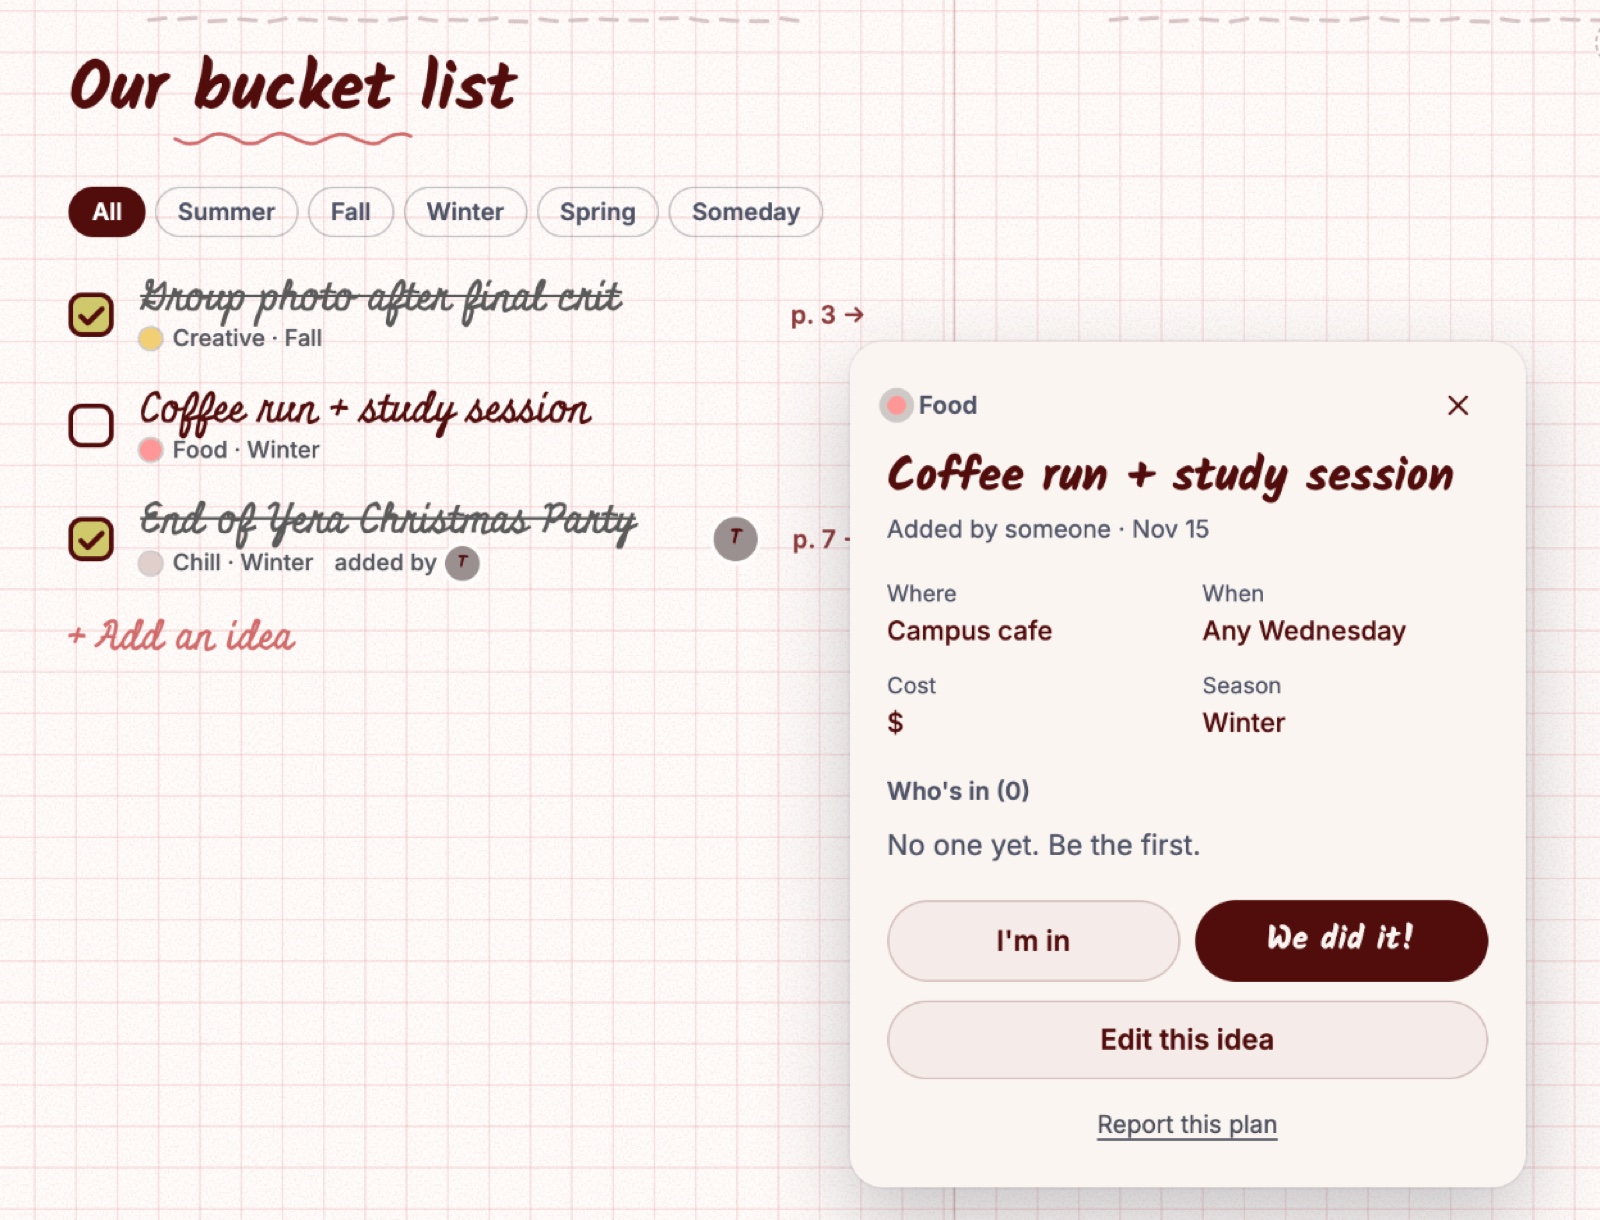 Our bucket list
All Summer Fall Winter Spring Someday
Group photo after final crit
Creative · Fall
p. 3 →
Coffee run + study session
Food · Winter
End of Yera Christmas Party
Chill · Winter added by T
T p. 7
+ Add an idea
Food
Coffee run + study session
Added by someone · Nov 15
Where When
Campus cafe Any Wednesday
Cost Season
$ Winter
Who's in (0)
No one yet. Be the first.
I'm in We did it!
Edit this idea
Report this plan